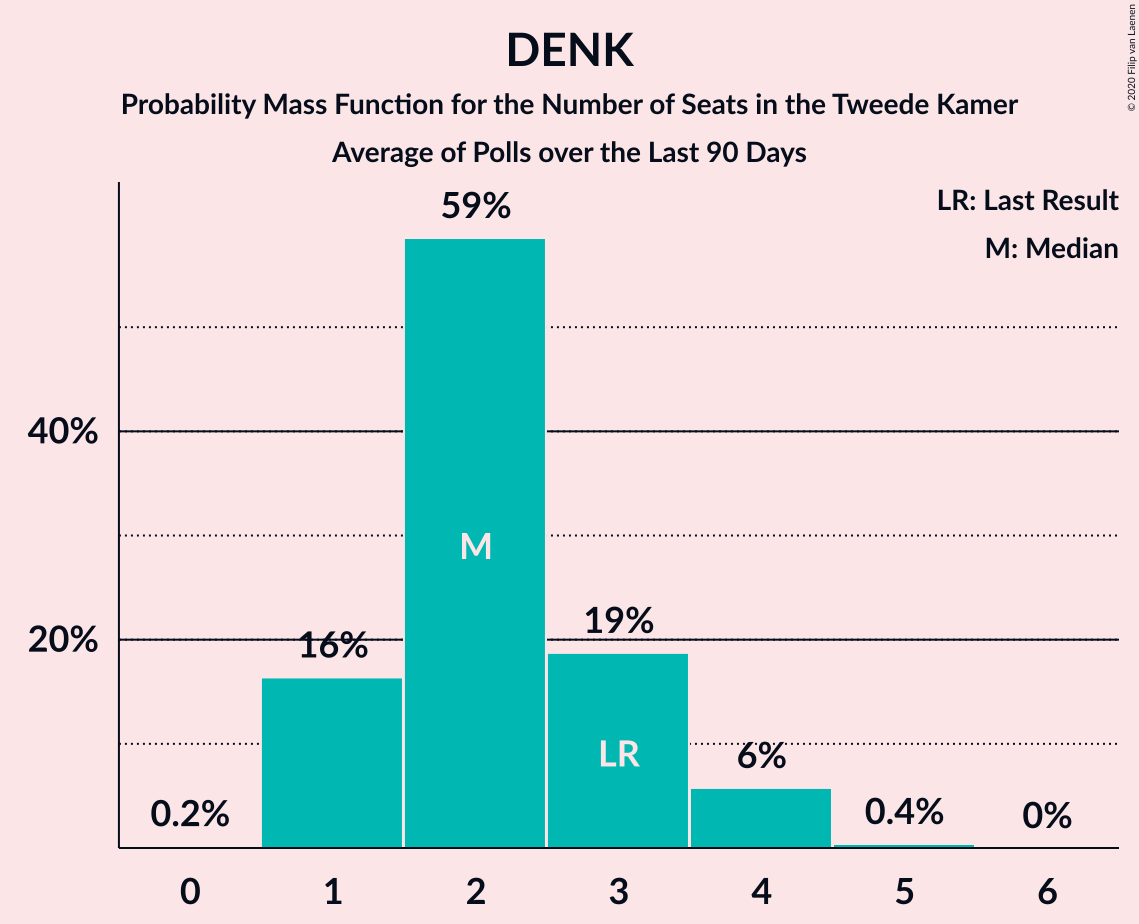 DENK
Probability Mass Function for the Number of Seats in the Tweede Kamer
Average of Polls over the Last 90 Days
© 2020 Filip van Laenen
LR: Last Result
M: Median
59%
40%
M
20%
19%
16%
LR
6%
0.2%
0.4%
0%
0 1 2 3 4 5 6